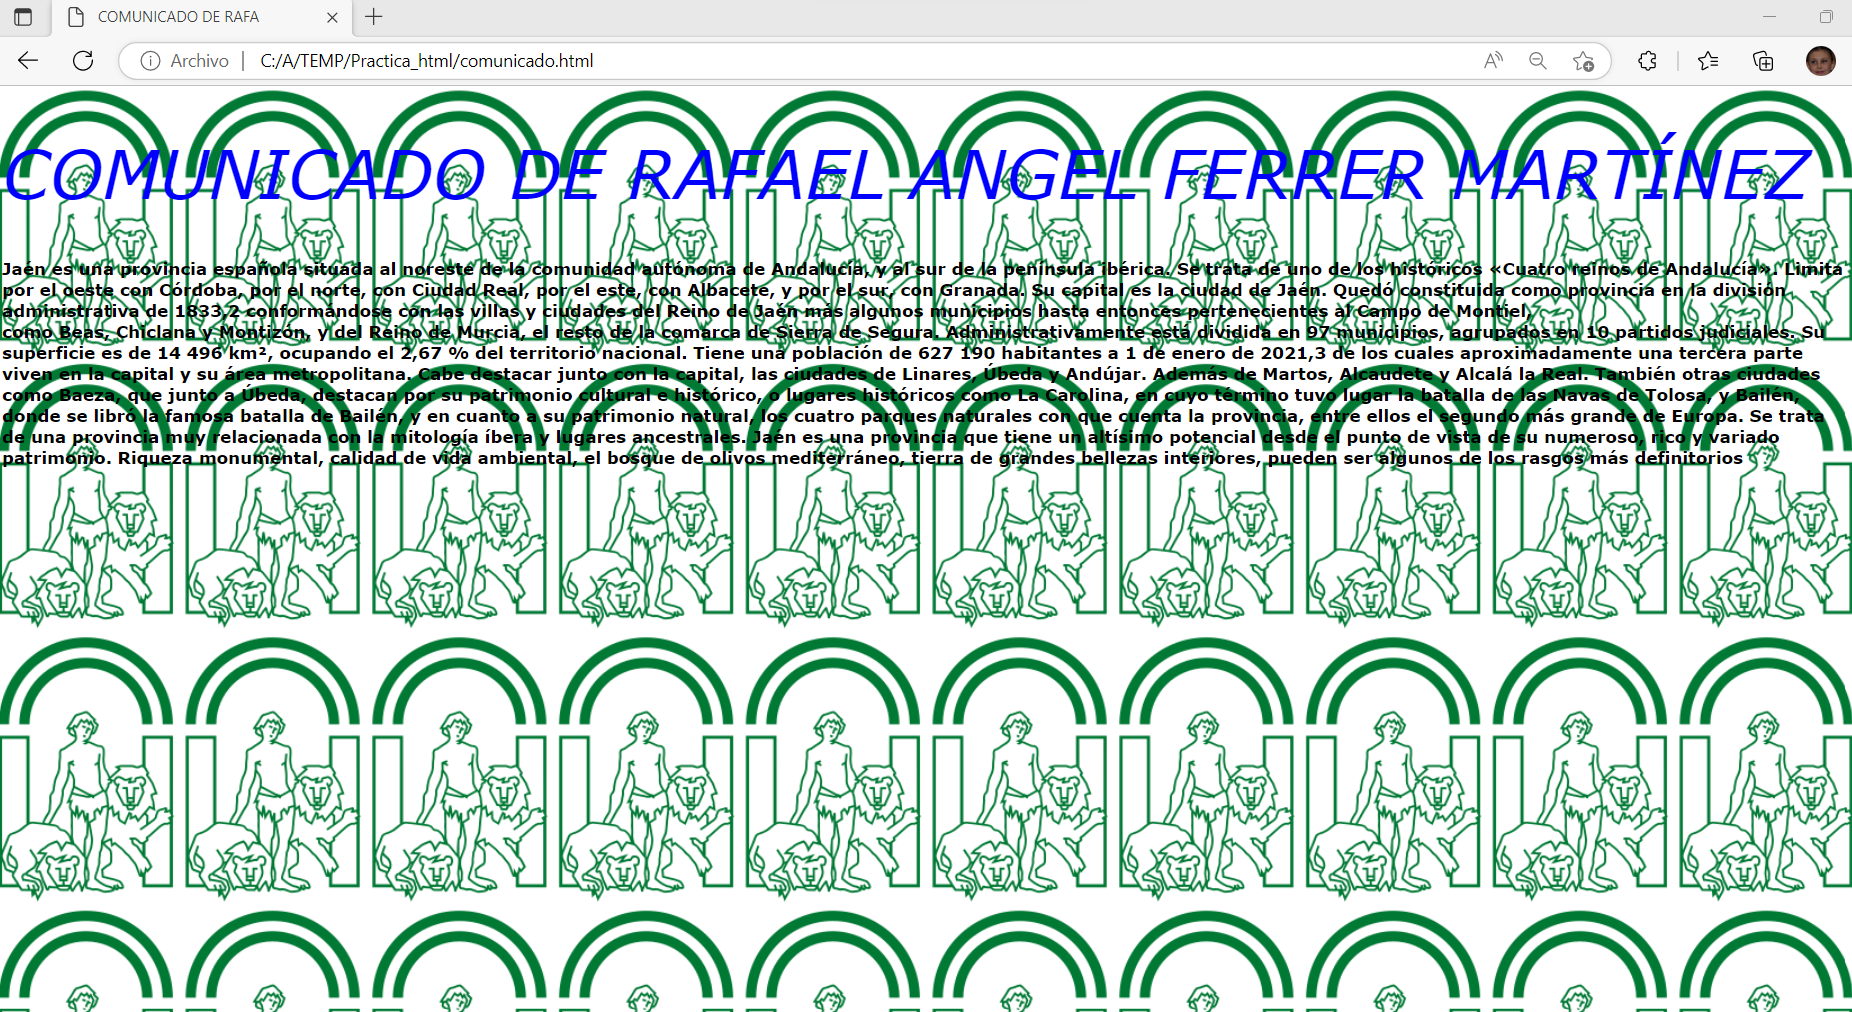 COMUNICADO DE RAFA
Archivo
C:/A/TEMP/Practica_html/comunicado.html
COMUNICADO DE RAFAEL ANGEL FERRER MARTÍNEZ
Jaén es una provincia española situada al noreste de la comunidad autónoma de Andalucía, y al sur de la península ibérica. Se trata de uno de los históricos «Cuatro reinos de Andalucía». Limita
por el oeste con Córdoba, por el norte, con Ciudad Real, por el este, con Albacete, y por el sur, con Granada. Su capital es la ciudad de Jaén. Quedó constituida como provincia en la división
administrativa de 1833,2 conformándose con las villas y ciudades del Reino de Jaén más algunos municipios hasta entonces pertenecientes al Campo de Montiel,
como Beas, Chiclana y Montizón, y del Reino de Murcia, el resto de la comarca de Sierra de Segura. Administrativamente está dividida en 97 municipios, agrupados en 10 partidos judiciales. Su
superficie es de 14 496 km², ocupando el 2,67 % del territorio nacional. Tiene una población de 627 190 habitantes a 1 de enero de 2021,3 de los cuales aproximadamente una tercera parte
viven en la capital y su área metropolitana. Cabe destacar junto con la capital, las ciudades de Linares, Úbeda y Andújar. Además de Martos, Alcaudete y Alcalá la Real. También otras ciudades
como Baeza, que junto a Úbeda, destacan por su patrimonio cultural e histórico, o lugares históricos como La Carolina, en cuyo término tuvo lugar la batalla de las Navas de Tolosa, y Bailén,
donde se libró la famosa batalla de Bailén, y en cuanto a su patrimonio natural, los cuatro parques naturales con que cuenta la provincia, entre ellos el segundo más grande de Europa. Se trata
de una provincia muy relacionada con la mitología íbera y lugares ancestrales. Jaén es una provincia que tiene un altísimo potencial desde el punto de vista de su numeroso, rico y variado
patrimonio. Riqueza monumental, calidad de vida ambiental, el bosque de olivos mediterráneo, tierra de grandes bellezas interiores, pueden ser algunos de los rasgos más definitorios